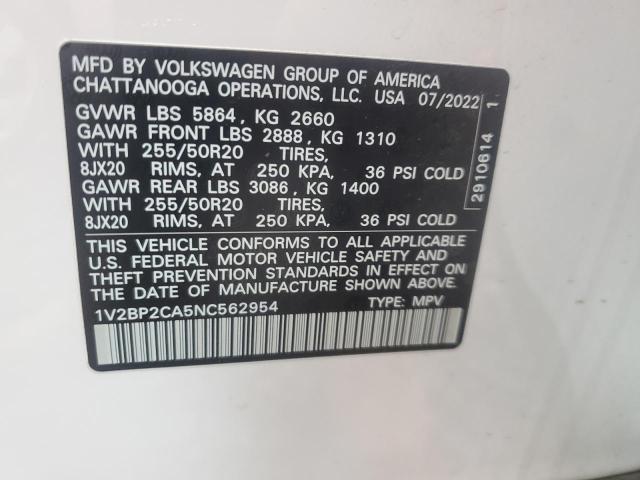 MFD BY VOLKSWAGEN GROUP OF AMERICA
CHATTANOOGA OPERATIONS, LLC. USA 07/2022
GVWR LBS 5864, KG 2660
GAWR FRONT LBS 2888, KG 1310
WITH 255/50R20 TIRES,
8JX20 RIMS, AT 250 KPA, 36 PSI COLD
GAWR REAR LBS 3086, KG 1400
WITH 255/50R20 TIRES,
8JX20 RIMS, AT 250 KPA, 36 PSI COLD
THIS VEHICLE CONFORMS TO ALL APPLICABLE
U.S. FEDERAL MOTOR VEHICLE SAFETY AND
THEFT PREVENTION STANDARDS IN EFFECT ON
THE DATE OF MANUFACTURE SHOWN ABOVE.
1V2BP2CA5NC562954 TYPE: MPV
2910614 1